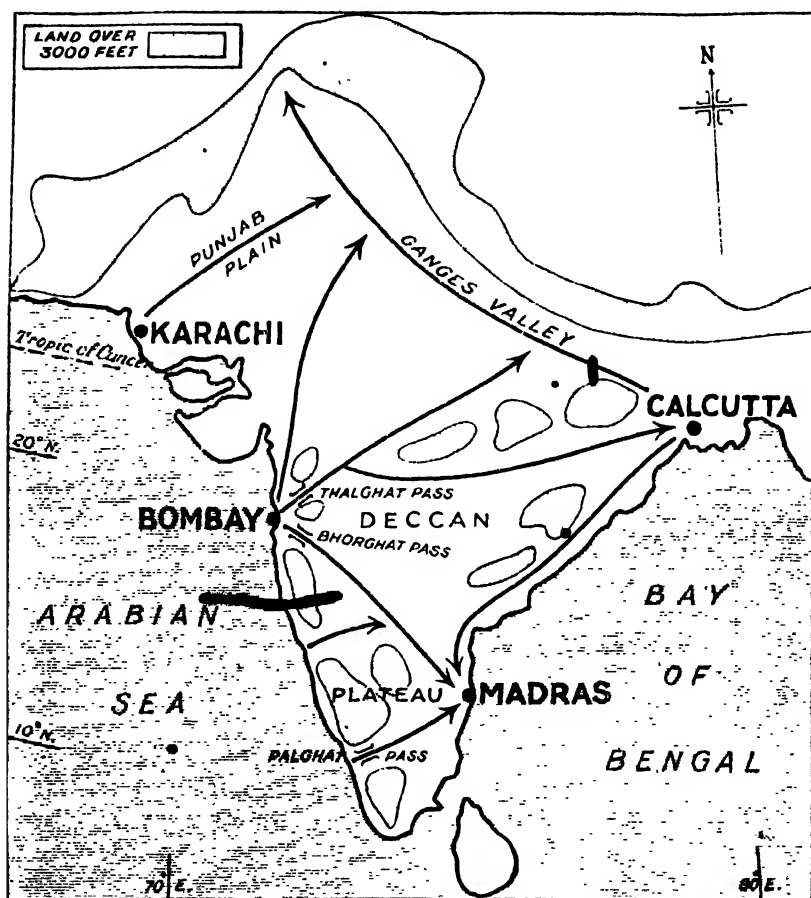 LAND OVER
3000 FEET
N
PUNJAB
PLAIN
GANGES VALLEY
KARACHI
Tropic of Cancer
CALCUTTA
20° N.
THALGHAT PASS
BOMBAY
DECCAN
BHORGHAT PASS
ARABIAN
SEA
BAY
OF
BENGAL
PLATEAU
MADRAS
10° N.
PALGHAT PASS
70° E.